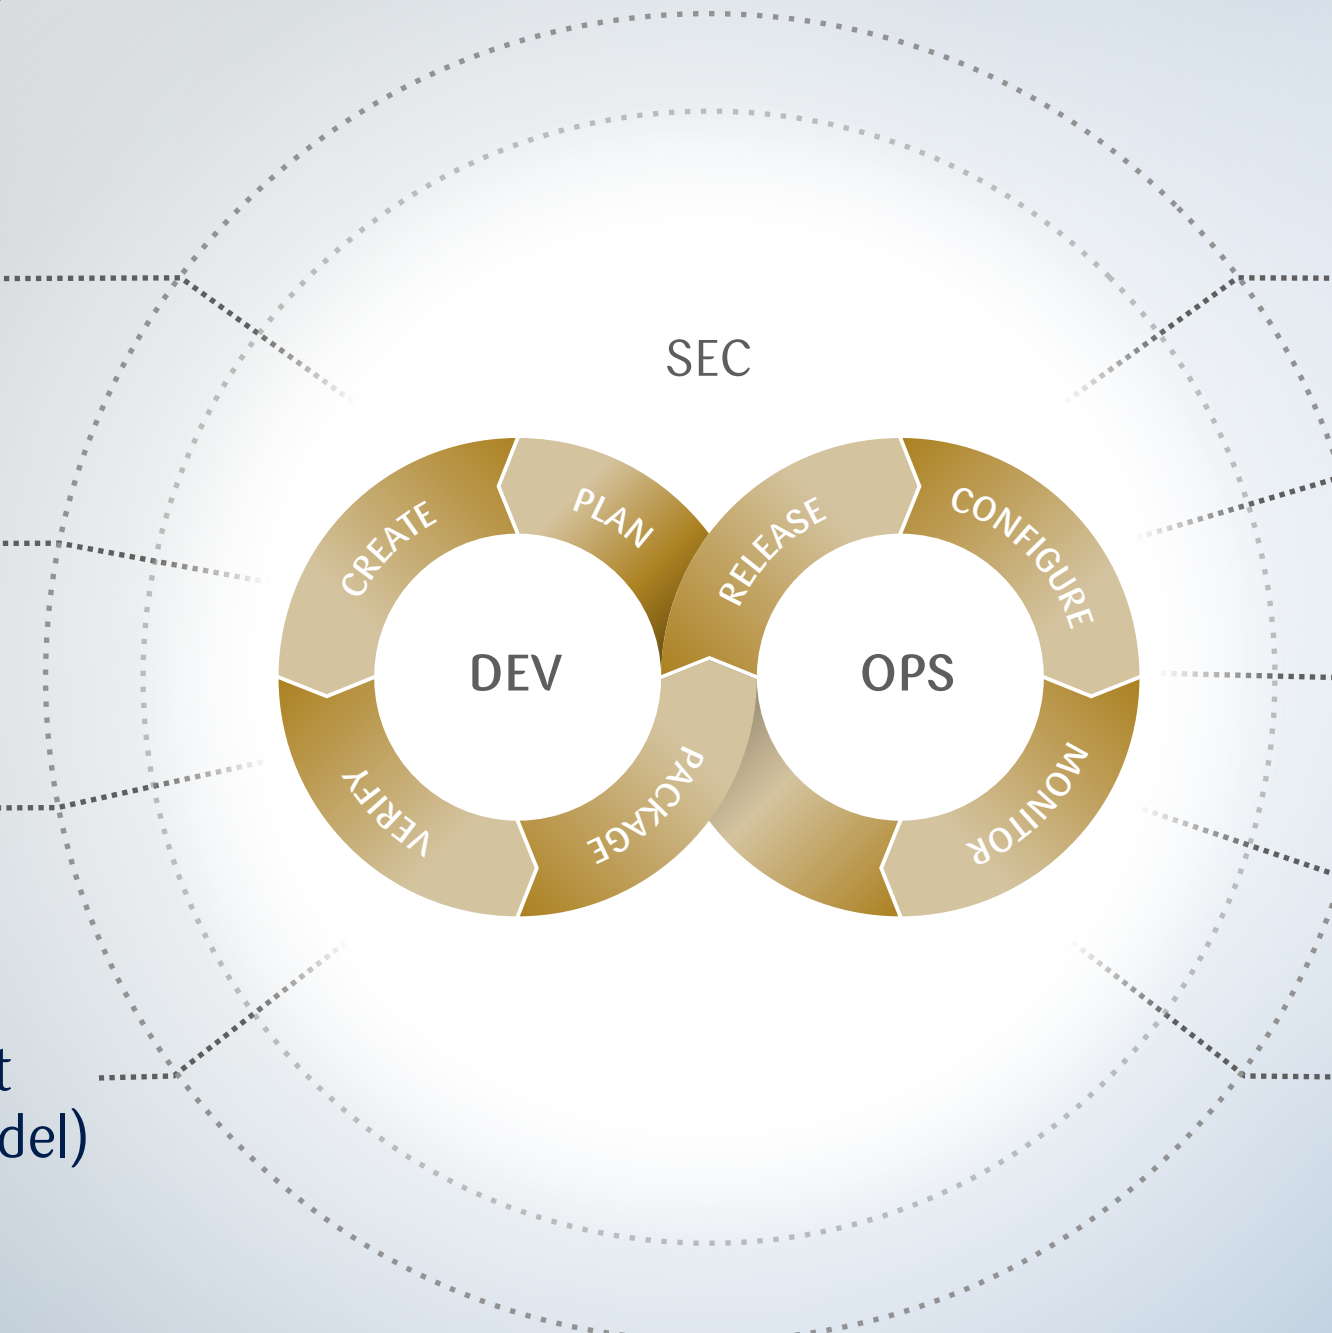 SEC
PLAN
CREATE
RELEASE
CONFIGURE
DEV
OPS
VERIFY
PACKAGE
MONITOR
t
del)